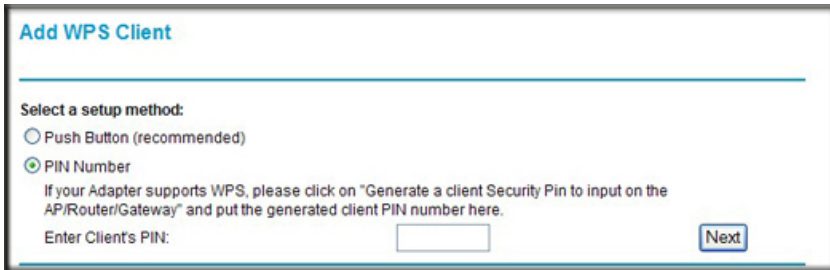 Add WPS Client
Select a setup method:
Push Button (recommended)
PIN Number
If your Adapter supports WPS, please click on "Generate a client Security Pin to input on the
AP/Router/Gateway" and put the generated client PIN number here.
Enter Client's PIN:
Next